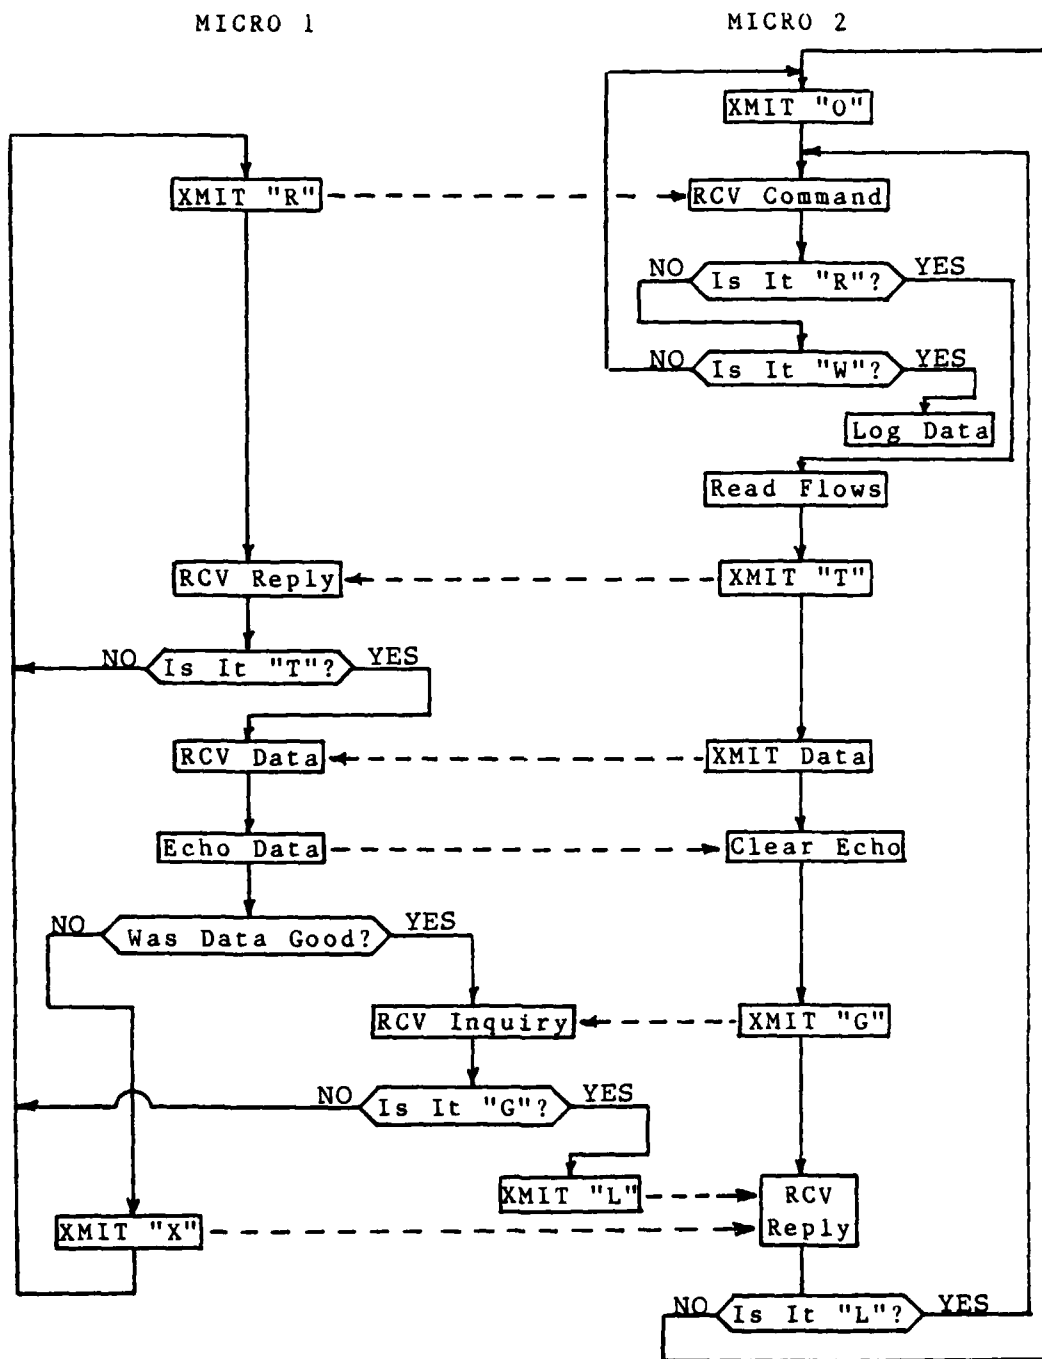 MICRO 1
MICRO 2
XMIT "O"
XMIT "R"
RCV Command
NO
Is It "R"?
YES
NO
Is It "W"?
YES
Log Data
Read Flows
RCV Reply
XMIT "T"
NO
Is It "T"?
YES
RCV Data
XMIT Data
Echo Data
Clear Echo
NO
Was Data Good?
YES
RCV Inquiry
XMIT "G"
NO
Is It "G"?
YES
XMIT "L"
RCV
Reply
XMIT "X"
NO
Is It "L"?
YES